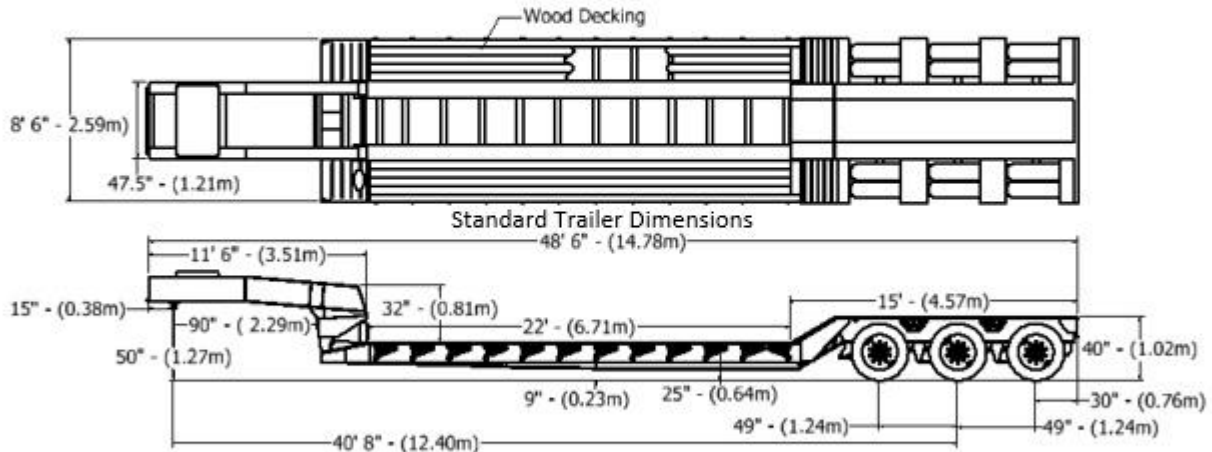 Wood Decking
8' 6" - 2.59m)
47.5" - (1.21m)
Standard Trailer Dimensions
48' 6" - (14.78m)
11' 6" - (3.51m)
15" - (0.38m)
32" - (0.81m)
15' - (4.57m)
90" - ( 2.29m)
22' - (6.71m)
50" - (1.27m)
40" - (1.02m)
9" - (0.23m)
25" - (0.64m)
30" - (0.76m)
49" - (1.24m)
49" - (1.24m)
40' 8" - (12.40m)